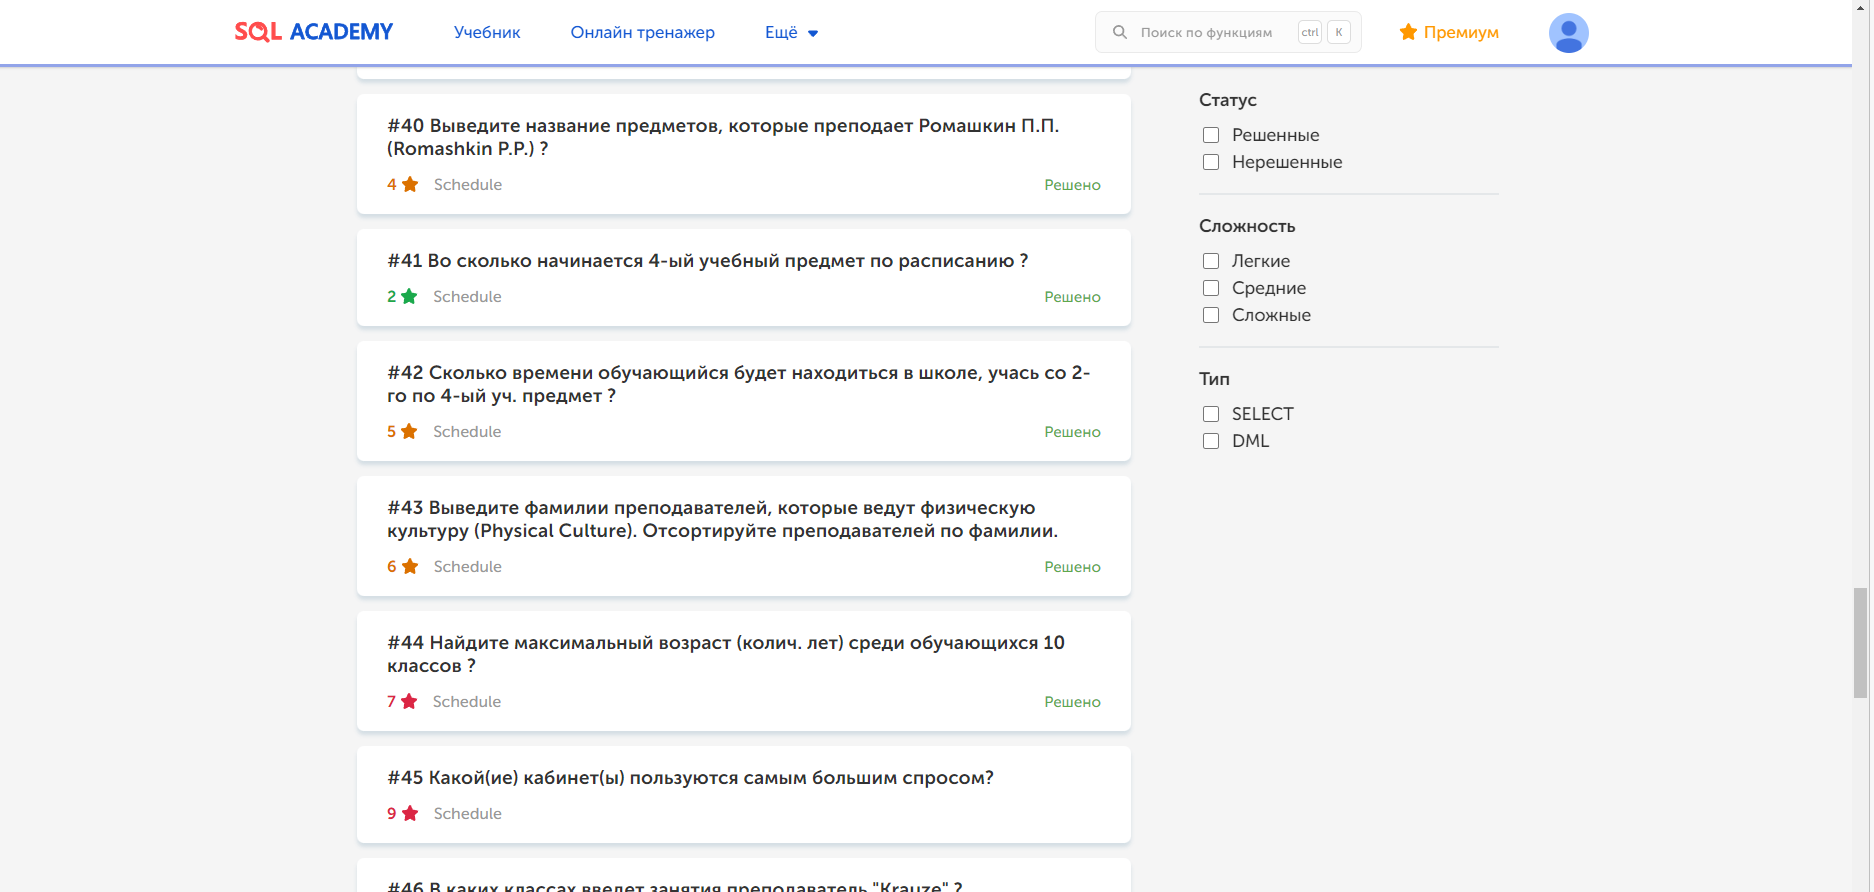 SQL ACADEMY
Учебник
Онлайн тренажер
Ещё
Поиск по функциям
ctrl
K
Премиум
#40 Выведите название предметов, которые преподает Ромашкин П.П.
(Romashkin P.P.) ?
4
Schedule
Решено
#41 Во сколько начинается 4-ый учебный предмет по расписанию ?
2
Schedule
Решено
#42 Сколько времени обучающийся будет находиться в школе, учась со 2-
го по 4-ый уч. предмет ?
5
Schedule
Решено
#43 Выведите фамилии преподавателей, которые ведут физическую
культуру (Physical Culture). Отсортируйте преподавателей по фамилии.
6
Schedule
Решено
#44 Найдите максимальный возраст (колич. лет) среди обучающихся 10
классов ?
7
Schedule
Решено
#45 Какой(ие) кабинет(ы) пользуются самым большим спросом?
9
Schedule
#46 В каких классах введет занятия преподаватель "Krauze" ?
Статус
Решенные
Нерешенные
Сложность
Легкие
Средние
Сложные
Тип
SELECT
DML